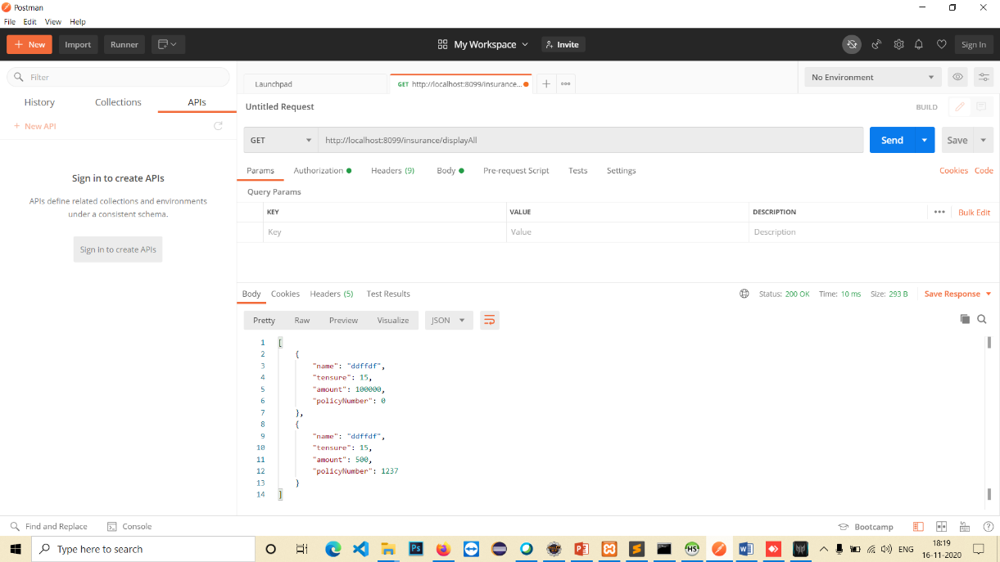 Postman
File Edit View Help
+ New Import Runner My Workspace Invite Sign In
Filter
History Collections APIs
+ New API
Sign in to create APIs
APIs define related collections and environments
under a consistent schema.
Sign in to create APIs
Launchpad GET http://localhost:8099/insurance... + No Environment
Untitled Request BUILD
GET http://localhost:8099/insurance/displayAll Send Save
Params Authorization Headers (9) Body Pre-request Script Tests Settings Cookies Code
Query Params
KEY VALUE DESCRIPTION Bulk Edit
Key Value Description
Body Cookies Headers (5) Test Results Status: 200 OK Time: 10 ms Size: 293 B Save Response
Pretty Raw Preview Visualize JSON
1 [
2 {
3 "name": "ddffdf",
4 "tensure": 15,
5 "amount": 100000,
6 "policyNumber": 0
7 },
8 {
9 "name": "ddffdf",
10 "tensure": 15,
11 "amount": 500,
12 "policyNumber": 1237
13 }
14 ]
Find and Replace Console Bootcamp
Type here to search Ps HS ENG 18:19
16-11-2020